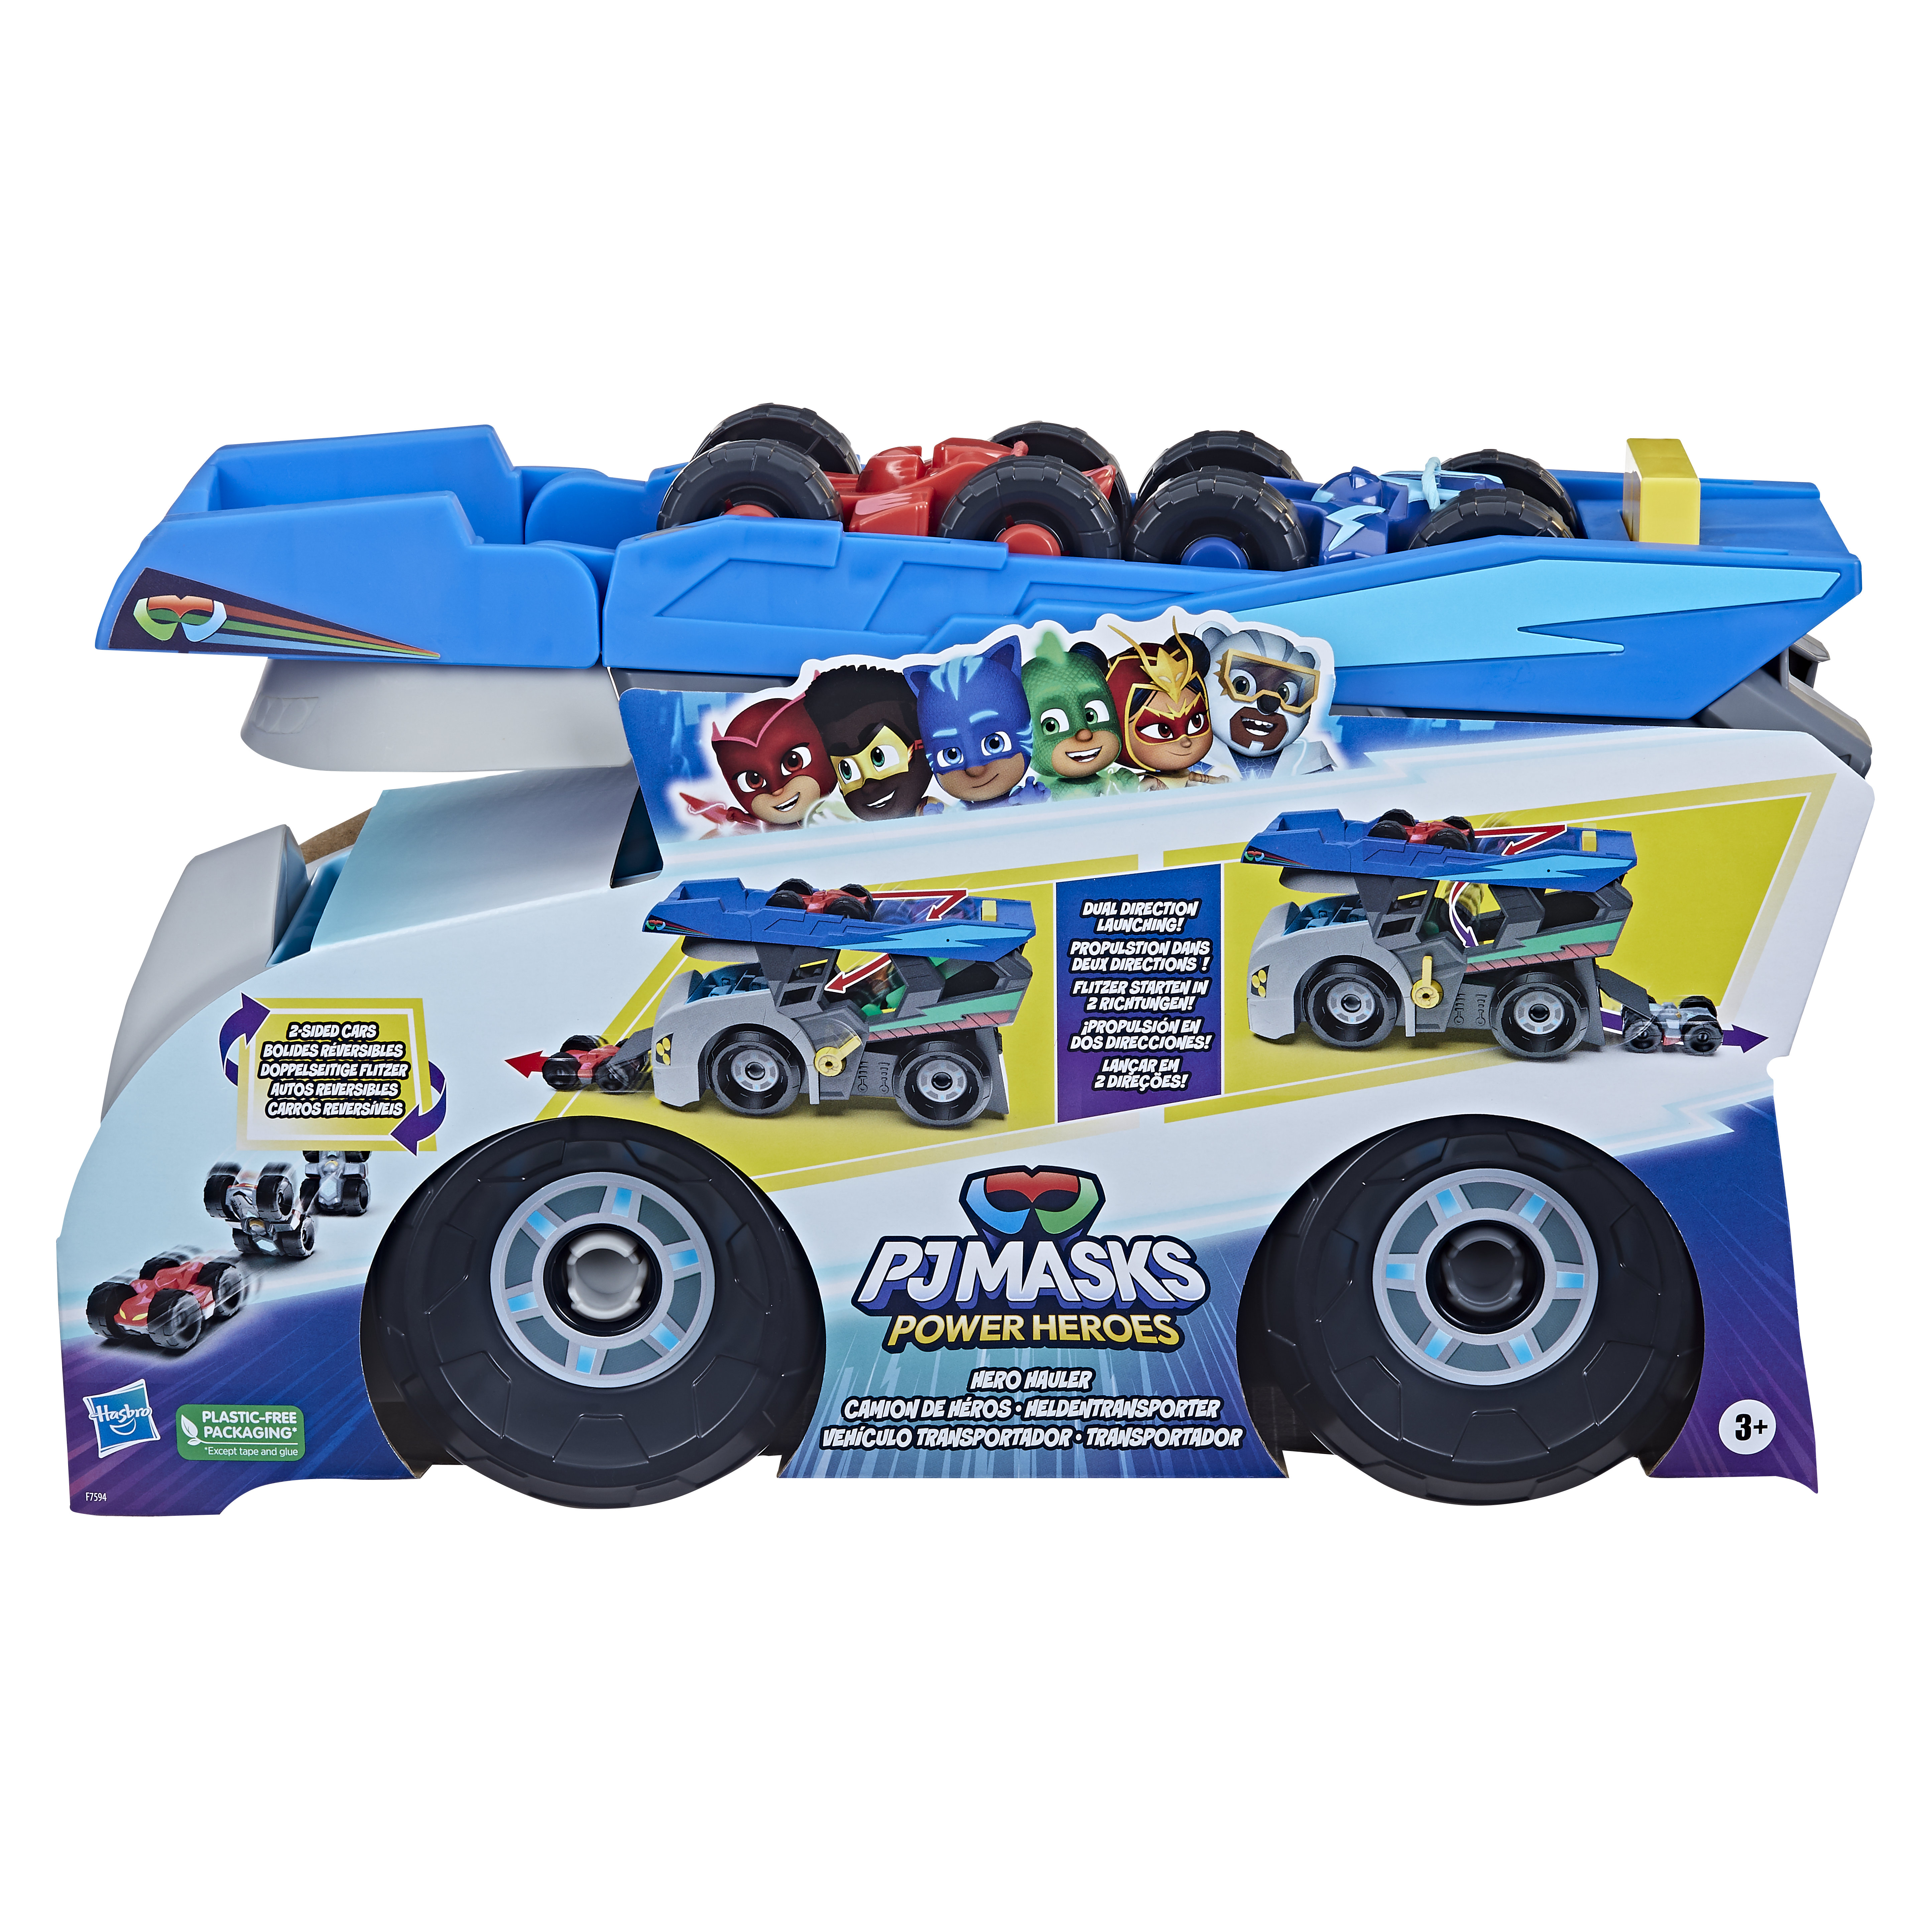 DUAL DIRECTION
LAUNCHING!
PROPULSTION DANS
DEUX DIRECTIONS !
FLITZER STARTEN IN
2 RICHTUNGEN!
¡PROPULSIÓN EN
DOS DIRECCIONES!
LANÇAR EM
2 DIREÇÕES!
2-SIDED CARS
BOLIDES RÉVERSIBLES
DOPPELSEITIGE FLITZER
AUTOS REVERSIBLES
CARROS REVERSÍVEIS
PJ MASKS
POWER HEROES
HERO HAULER
CAMION DE HÉROS • HELDENTRANSPORTER
VEHÍCULO TRANSPORTADOR • TRANSPORTADOR
Hasbro
PLASTIC-FREE
PACKAGING*
*Except tape and glue
3+
F7594